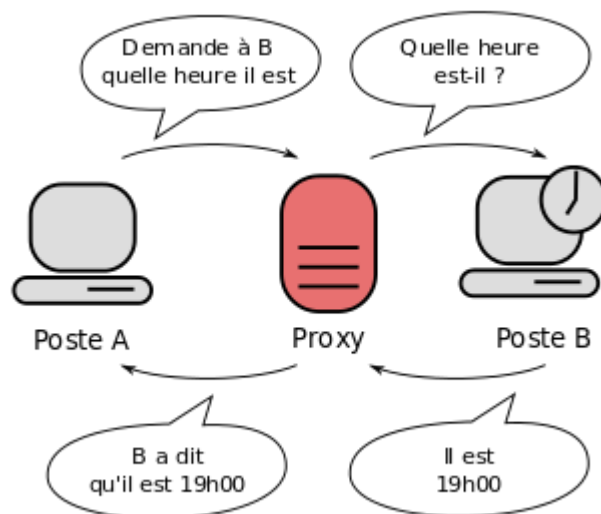 Demande à B
quelle heure il est
Quelle heure
est-il ?
Poste A
Proxy
Poste B
B a dit
qu'il est 19h00
Il est
19h00